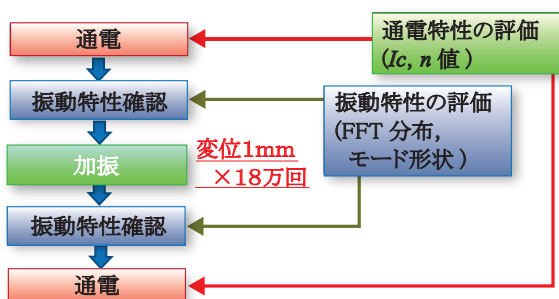 通電
通電特性の評価
(Ic, n 値)
振動特性確認
振動特性の評価
(FFT 分布,
モード形状)
加振
変位1mm
×18万回
振動特性確認
通電